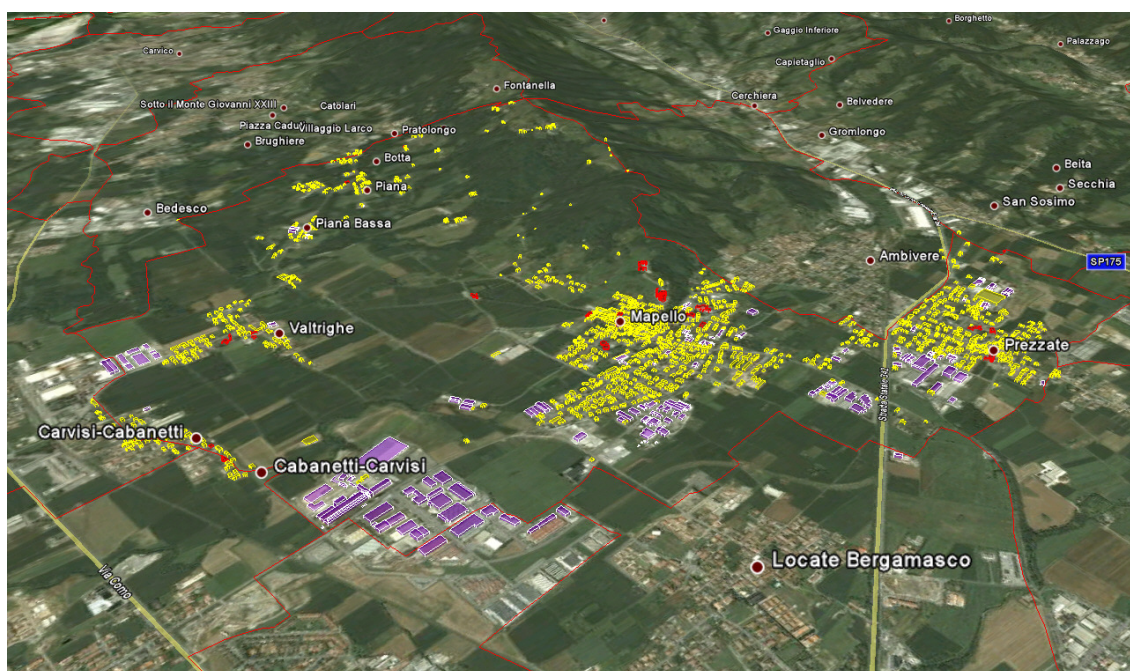 Borghetto
Gaggio Inferiore
Palazzago
Carvico
Capietaglio
Fontanella
Sotto il Monte Giovanni XXIII
Catolari
Cerchiera
Belvedere
Piazza Caduti
Villaggio Larco
Pratolongo
Gromlongo
Brughiere
Botta
Beita
Piana
Secchia
San Sosimo
Bedesco
Piana Bassa
Ambivere
SP175
Mapello
Valtrighe
Prezzate
Carvisi-Cabanetti
Cabanetti-Carvisi
Locate Bergamasco
Via Como